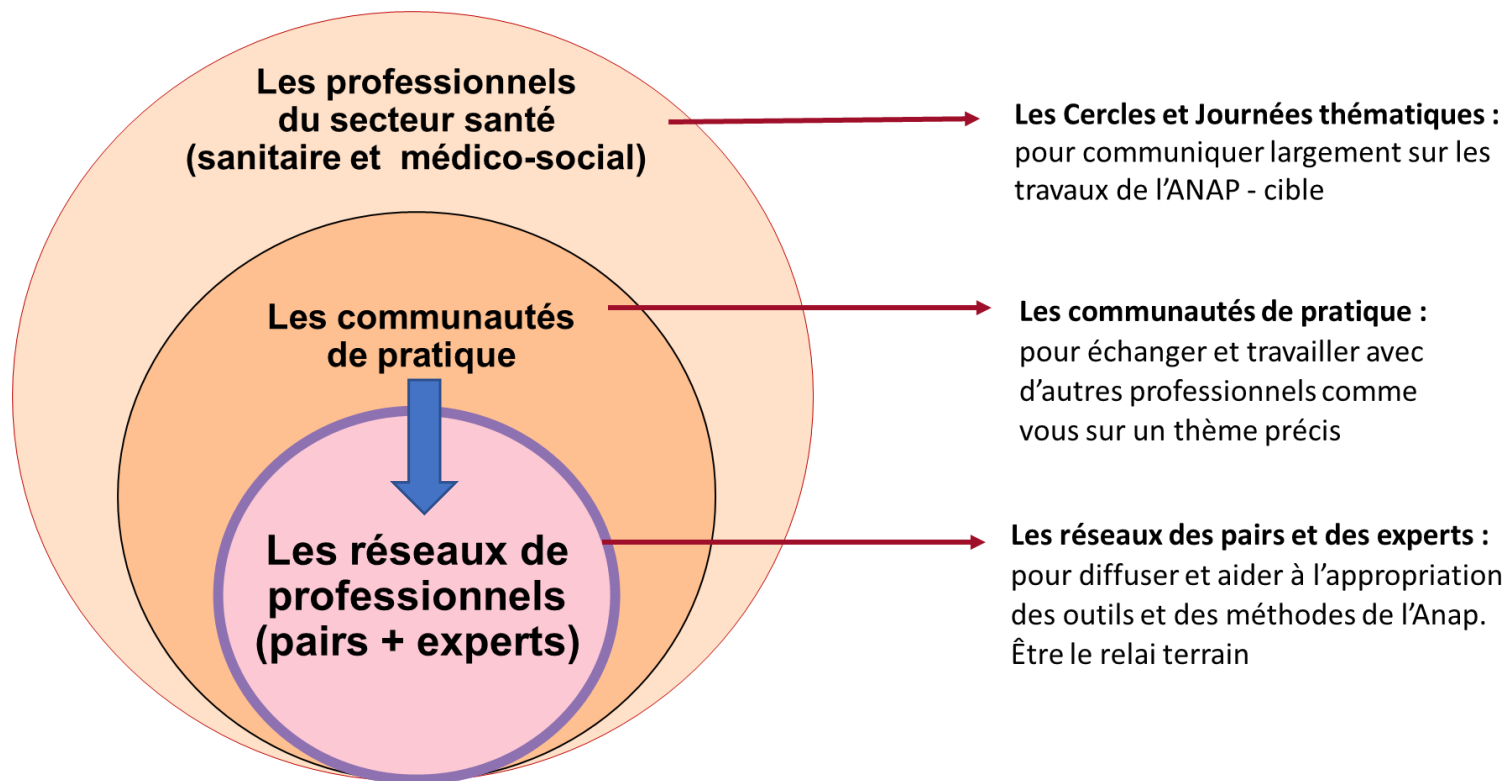 Les professionnels
du secteur santé
(sanitaire et médico-social)
Les Cercles et Journées thématiques :
pour communiquer largement sur les
travaux de l'ANAP - cible
Les communautés
de pratique
Les communautés de pratique :
pour échanger et travailler avec
d'autres professionnels comme
vous sur un thème précis
Les réseaux de
professionnels
(pairs + experts)
Les réseaux des pairs et des experts :
pour diffuser et aider à l'appropriation
des outils et des méthodes de l'Anap.
Être le relai terrain